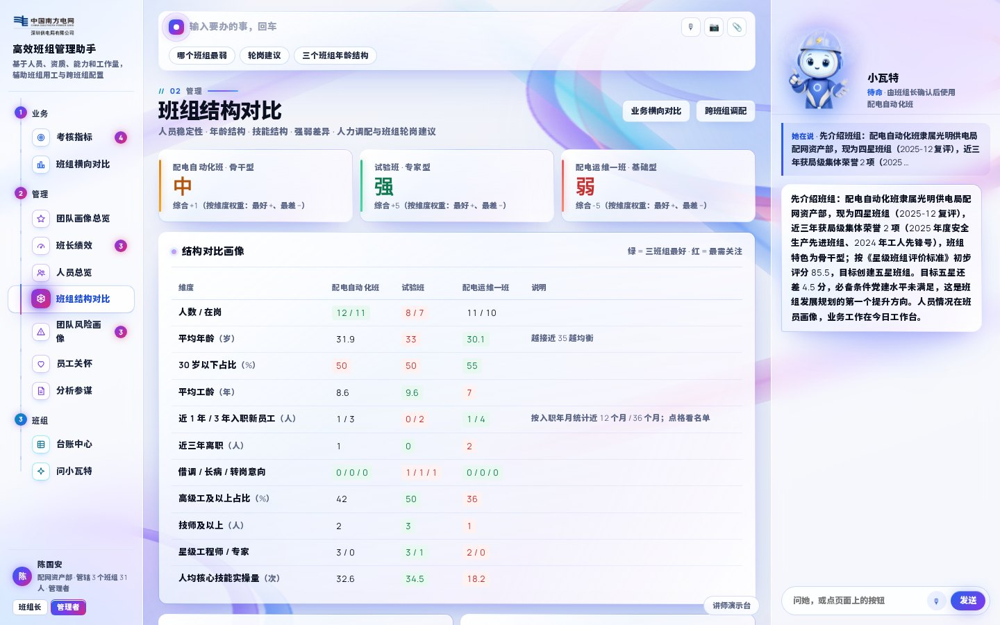 中国南方电网
CHINA SOUTHERN POWER GRID
深圳供电局有限公司
高效班组管理助手
基于人员、资质、能力和工作量，
辅助班组用工与跨班组配置
1 业务
考核指标 4
班组横向对比
2 管理
团队画像总览
班长绩效 3
人员总览
班组结构对比
团队风险画
像 3
员工关怀
分析参谋
3 班组
台账中心
问小瓦特
陈 陈国安
配网资产部 · 管辖 3 个班组 31
人 · 管理者
班组长 管理者
输入要办的事，回车
哪个班组最弱 轮岗建议 三个班组年龄结构
// 02 管理
班组结构对比
人员稳定性 · 年龄结构 · 技能结构 · 强弱差异 · 人力调配与班组轮岗建议
业务横向对比 跨班组调配
配电自动化班 · 骨干型
中
综合 +1（按维度权重：最好 +、最差 −）
试验班 · 专家型
强
综合 +5（按维度权重：最好 +、最差 −）
配电运维一班 · 基础型
弱
综合 -5（按维度权重：最好 +、最差 −）
结构对比画像 绿 = 三班组最好 · 红 = 最需关注
维度 配电自动化班 试验班 配电运维一班 说明
人数 / 在岗 12 / 11 8 / 7 11 / 10
平均年龄（岁） 31.9 33 30.1 越接近 35 越均衡
30 岁以下占比（%） 50 50 55
平均工龄（年） 8.6 9.6 7
近 1 年 / 3 年入职新员工（人） 1 / 3 0 / 2 1 / 4 按入职年月统计近 12 个月 / 36 个月；点格看名单
近三年离职（人） 1 0 2
借调 / 长病 / 转岗意向 0 / 0 / 0 1 / 1 / 1 0 / 0 / 0
高级工及以上占比（%） 42 50 36
技师及以上（人） 2 3 1
星级工程师 / 专家 3 / 0 3 / 1 2 / 0
人均核心技能实操量（次） 32.6 34.5 18.2
讲师演示台
小瓦特
待命 · 由班组长确认后使用
配电自动化班
她在说 · 先介绍班组：配电自动化班隶属光明供电局
配网资产部，现为四星班组（2025-12 复评），近三
年获局级集体荣誉 2 项（2025 ...
先介绍班组：配电自动化班隶属光明供电局配
网资产部，现为四星班组（2025-12 复评），
近三年获局级集体荣誉 2 项（2025 年度安全
生产先进班组、2024 年工人先锋号），班组
特色为骨干型；按《星级班组评价标准》初步
评分 85.5，目标创建五星班组。目标五星还
差 4.5 分，必备条件党建水平未满足，这是班
组发展规划的第一个提升方向。人员情况在班
员画像，业务工作在今日工作台。
问她，或点页面上的按钮 发送